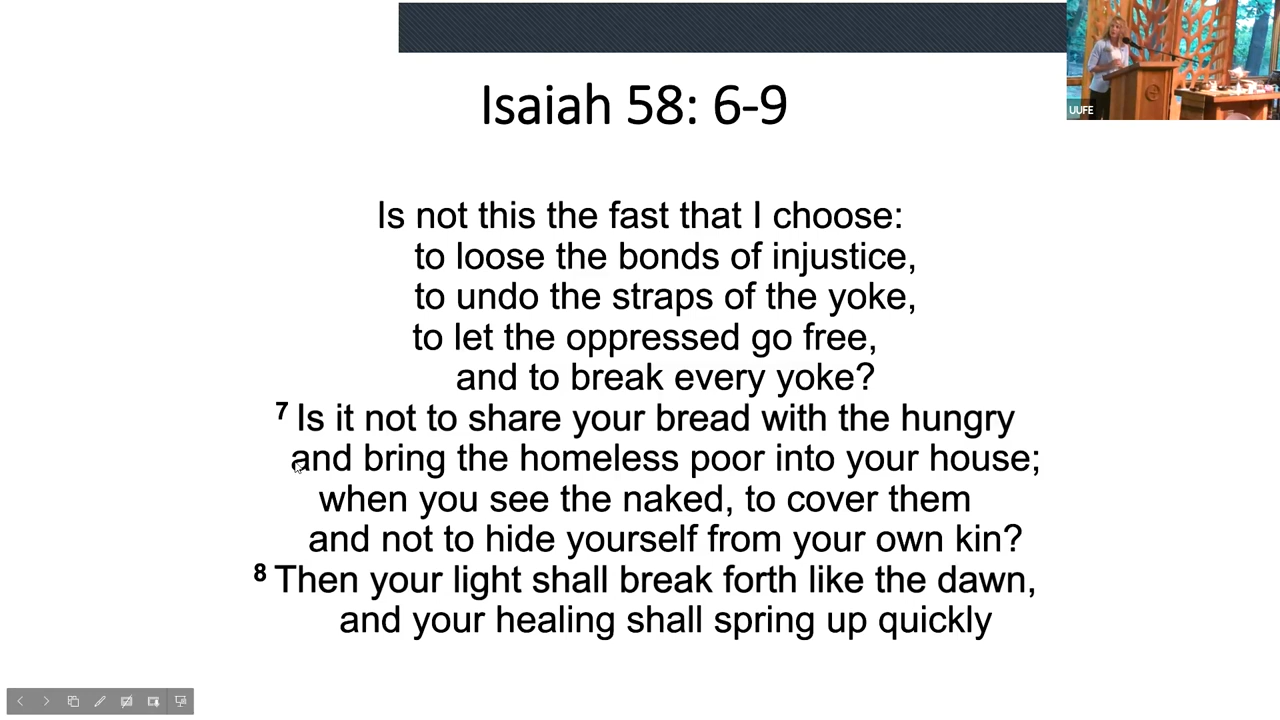 Isaiah 58: 6-9
UUFE
Is not this the fast that I choose:
to loose the bonds of injustice,
to undo the straps of the yoke,
to let the oppressed go free,
and to break every yoke?
7 Is it not to share your bread with the hungry
and bring the homeless poor into your house;
when you see the naked, to cover them
and not to hide yourself from your own kin?
8 Then your light shall break forth like the dawn,
and your healing shall spring up quickly